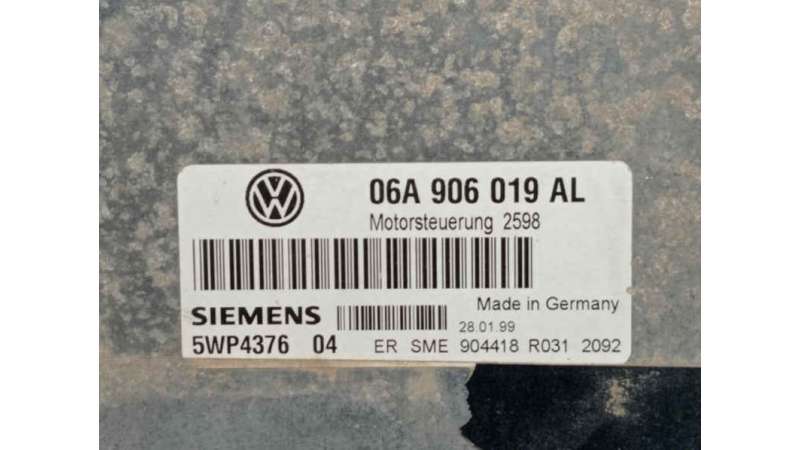 06A 906 019 AL
Motorsteuerung 2598
SIEMENS
Made in Germany
28.01.99
5WP4376 04
ER SME 904418 R031 2092